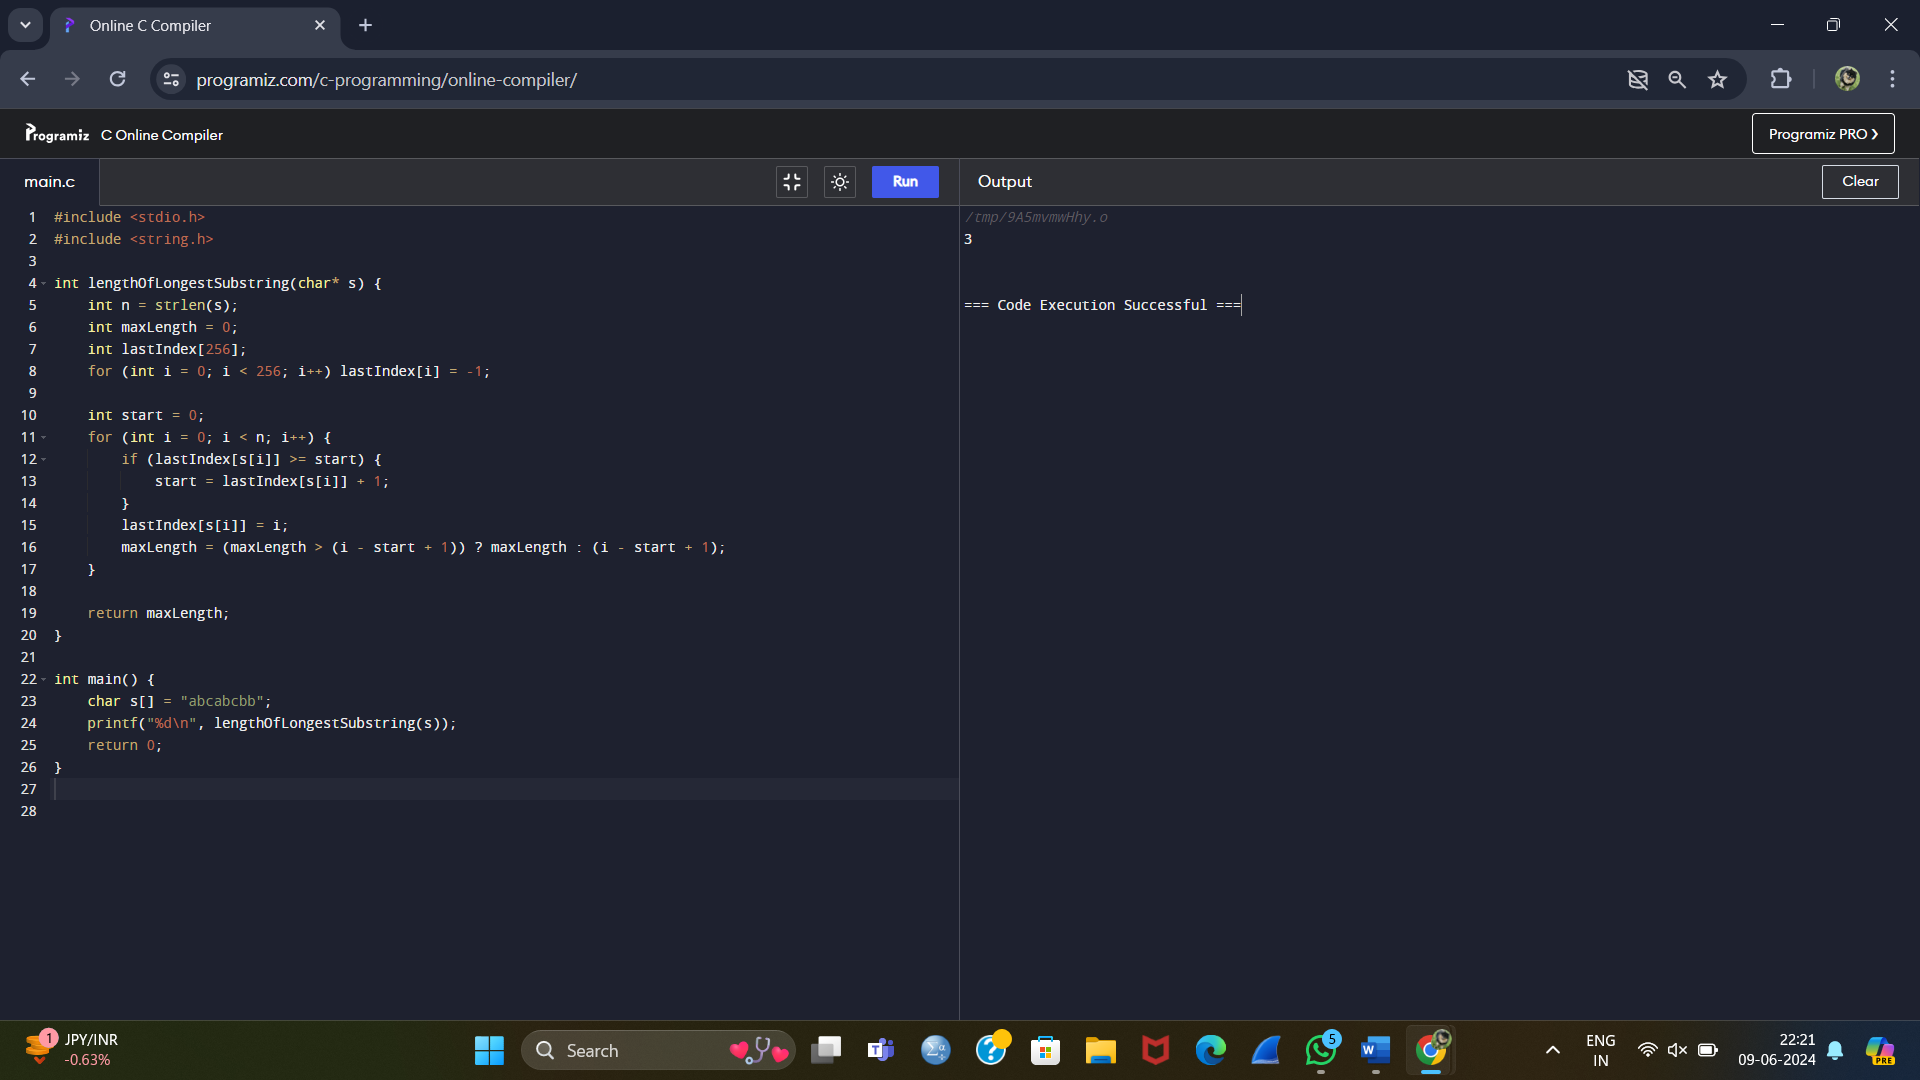 Online C Compiler
programiz.com/c-programming/online-compiler/
Programiz C Online Compiler
Programiz PRO ›
main.c
Run
Output
Clear
1 #include <stdio.h>
2 #include <string.h>
3
4 int lengthOfLongestSubstring(char* s) {
5     int n = strlen(s);
6     int maxLength = 0;
7     int lastIndex[256];
8     for (int i = 0; i < 256; i++) lastIndex[i] = -1;
9
10     int start = 0;
11     for (int i = 0; i < n; i++) {
12         if (lastIndex[s[i]] >= start) {
13             start = lastIndex[s[i]] + 1;
14         }
15         lastIndex[s[i]] = i;
16         maxLength = (maxLength > (i - start + 1)) ? maxLength : (i - start + 1);
17     }
18
19     return maxLength;
20 }
21
22 int main() {
23     char s[] = "abcabcbb";
24     printf("%d\n", lengthOfLongestSubstring(s));
25     return 0;
26 }
27
28
/tmp/9A5mvmwHhy.o
3
=== Code Execution Successful ===
1
JPY/INR
-0.63%
Search
5
ENG
IN
22:21
09-06-2024
PRE